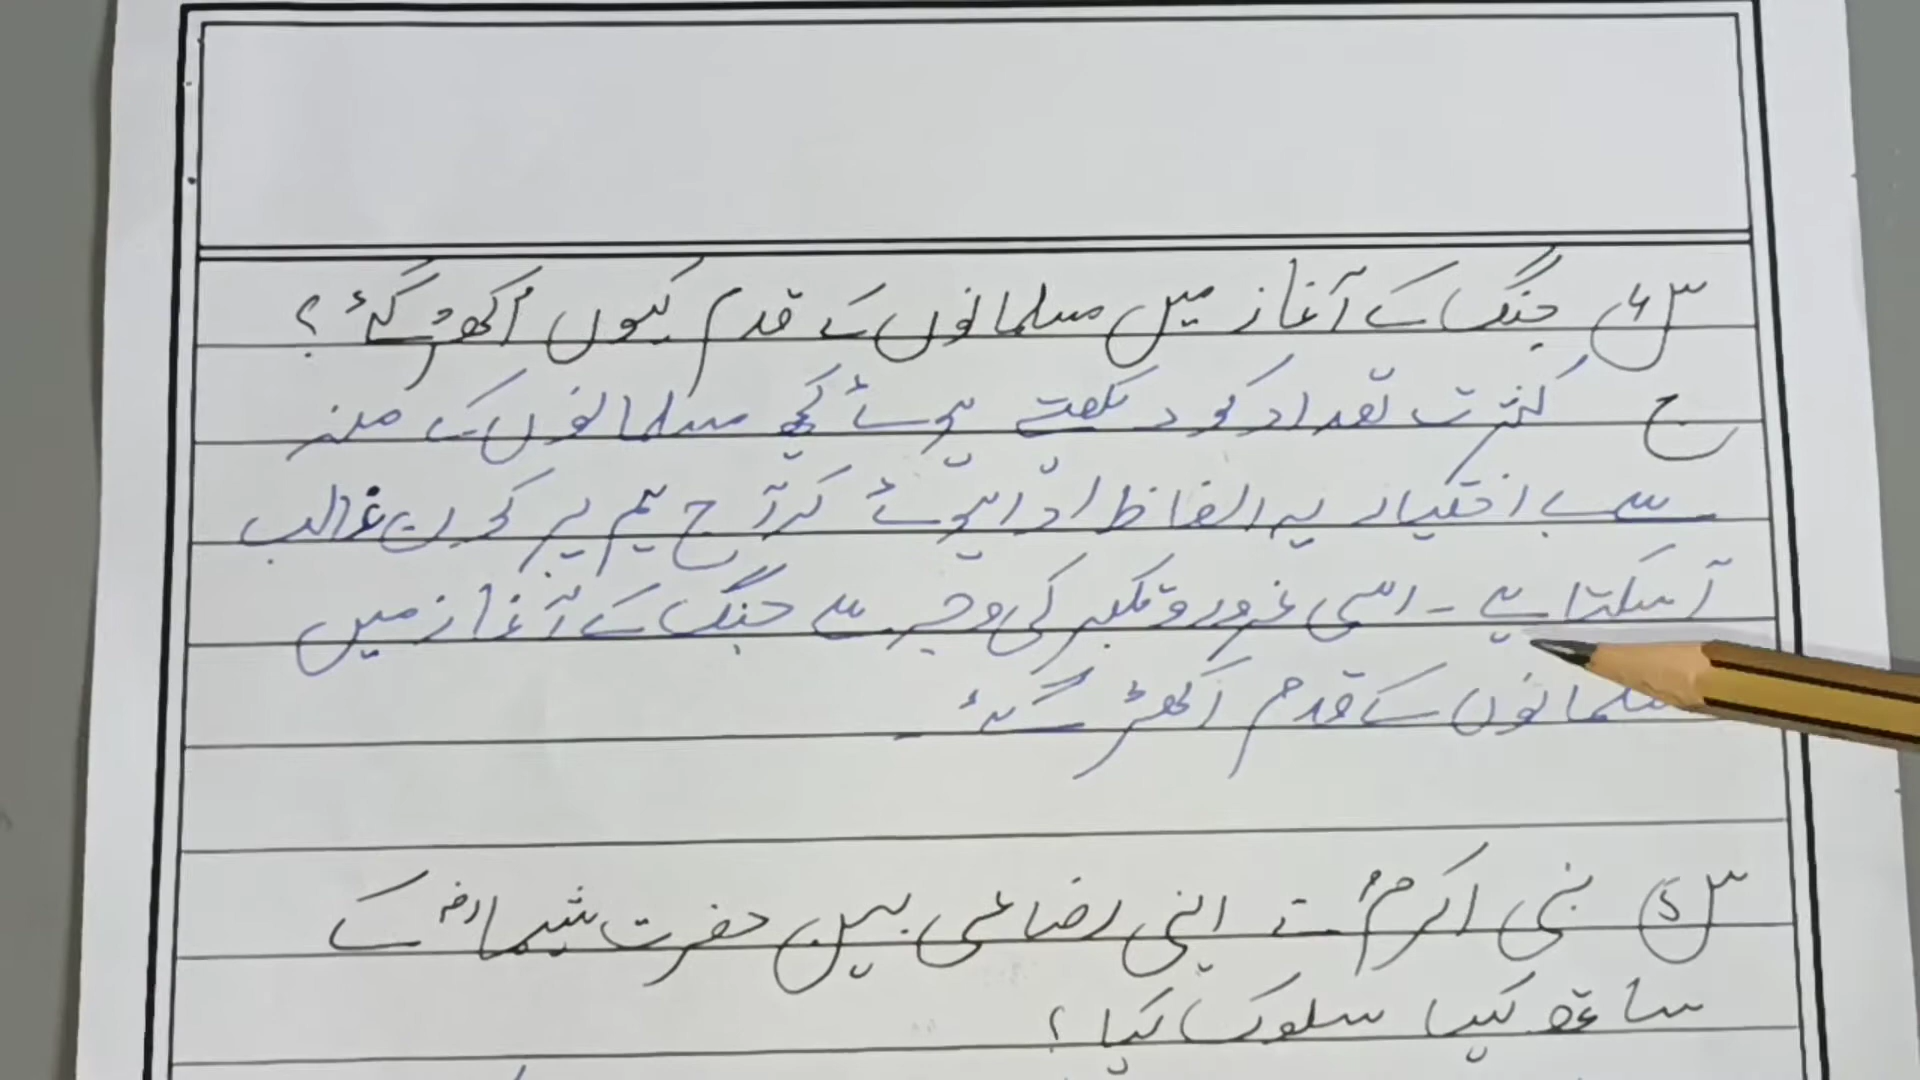 س۴ جنگ کے آغاز میں مسلمانوں کے قدم کیوں اکھڑ گئے؟
ج کثرت تعداد کو دیکھتے ہوئے کچھ مسلمانوں کے منہ
سے بے اختیار یہ الفاظ ادا ہوئے کہ آج ہم پر کون غالب
آ سکتا ہے ۔ اسی غرور و تکبر کی وجہ سے جنگ کے آغاز میں
مسلمانوں کے قدم اکھڑ گئے ۔
س5 نبی اکرمؐ نے اپنی رضاعی بہن حضرت شیماءؓ کے
ساتھ کیا سلوک کیا؟